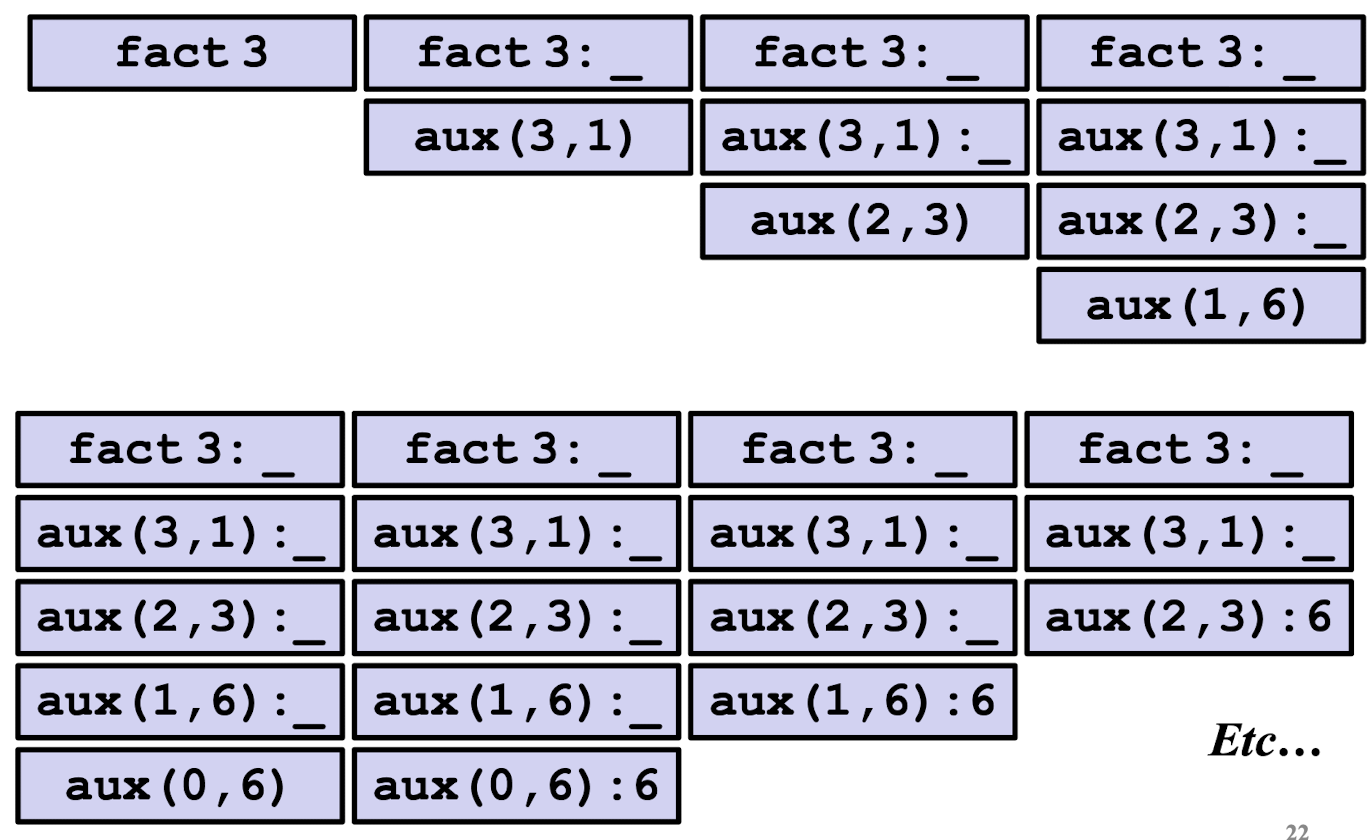 fact 3 fact 3:_ fact 3:_ fact 3:_
aux(3,1) aux(3,1):_ aux(3,1):_
aux(2,3) aux(2,3):_
aux(1,6)
fact 3:_ fact 3:_ fact 3:_ fact 3:_
aux(3,1):_ aux(3,1):_ aux(3,1):_ aux(3,1):_
aux(2,3):_ aux(2,3):_ aux(2,3):_ aux(2,3):6
aux(1,6):_ aux(1,6):_ aux(1,6):6
Etc…
aux(0,6) aux(0,6):6
22